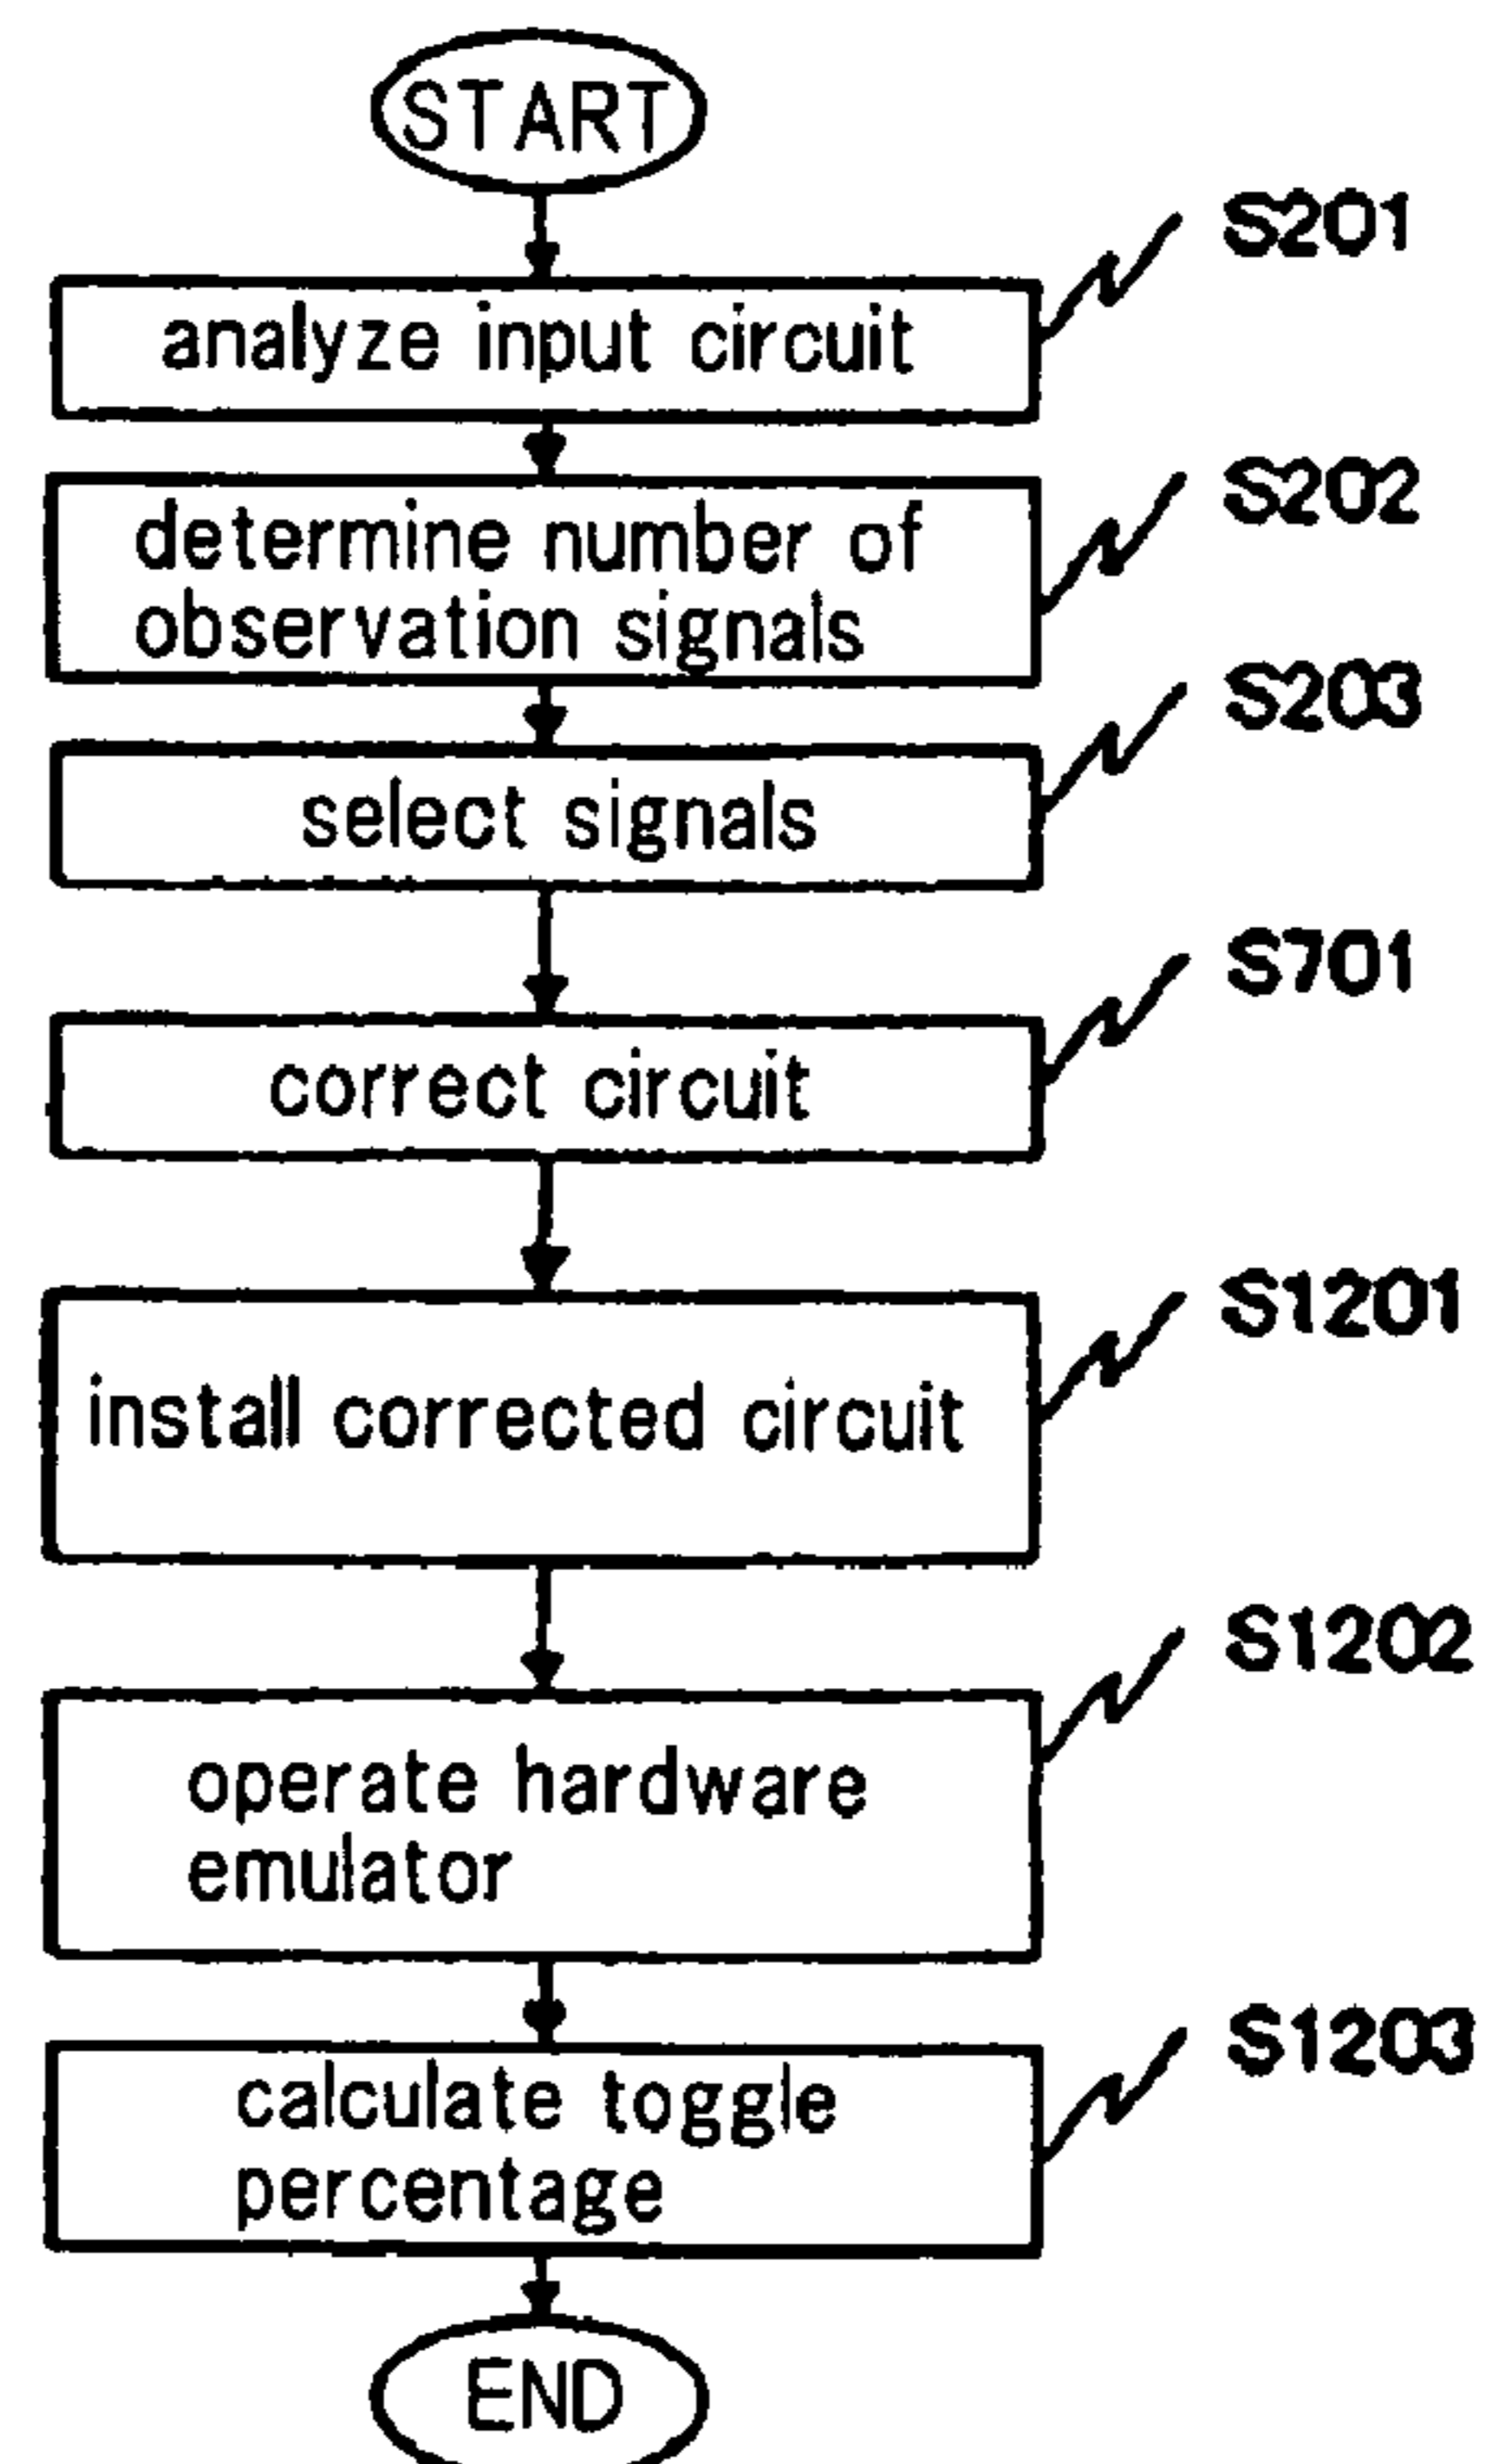 START
S201
analyze input circuit
S202
determine number of
observation signals
S203
select signals
S701
correct circuit
S1201
install corrected circuit
S1202
operate hardware
emulator
S1203
calculate toggle
percentage
END